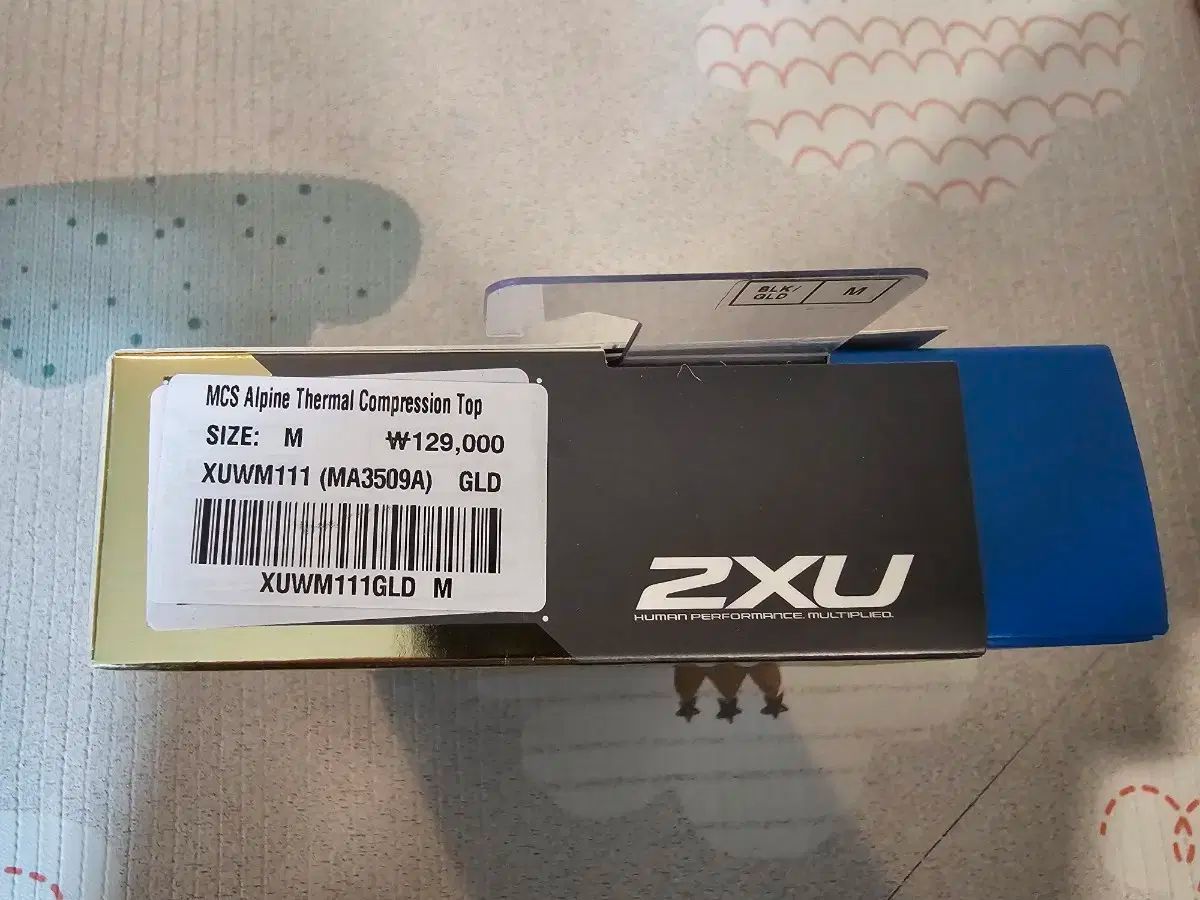 BLK/
GLD
M
MCS Alpine Thermal Compression Top
SIZE: M ₩129,000
XUWM111 (MA3509A) GLD
XUWM111GLD M
2XU
HUMAN PERFORMANCE. MULTIPLIED.